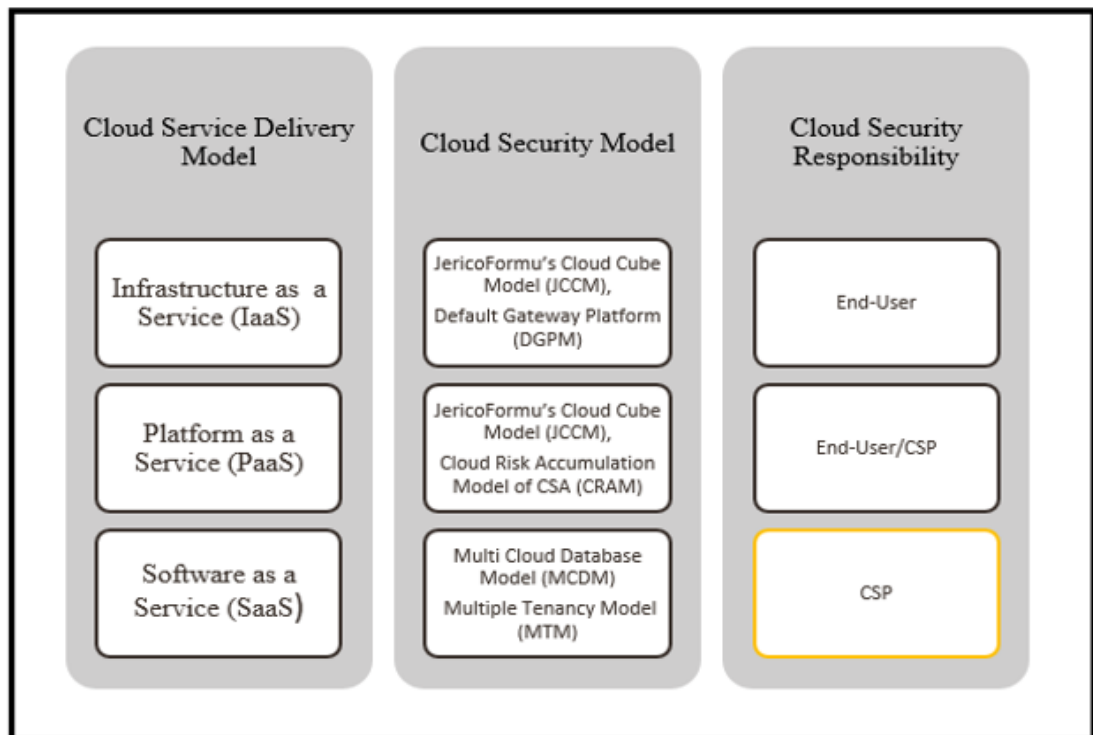 Cloud Service Delivery
Model
Infrastructure as a
Service (IaaS)
Platform as a
Service (PaaS)
Software as a
Service (SaaS)
Cloud Security Model
JericoFormu's Cloud Cube
Model (JCCM),
Default Gateway Platform
(DGPM)
JericoFormu's Cloud Cube
Model (JCCM),
Cloud Risk Accumulation
Model of CSA (CRAM)
Multi Cloud Database
Model (MCDM)
Multiple Tenancy Model
(MTM)
Cloud Security
Responsibility
End-User
End-User/CSP
CSP